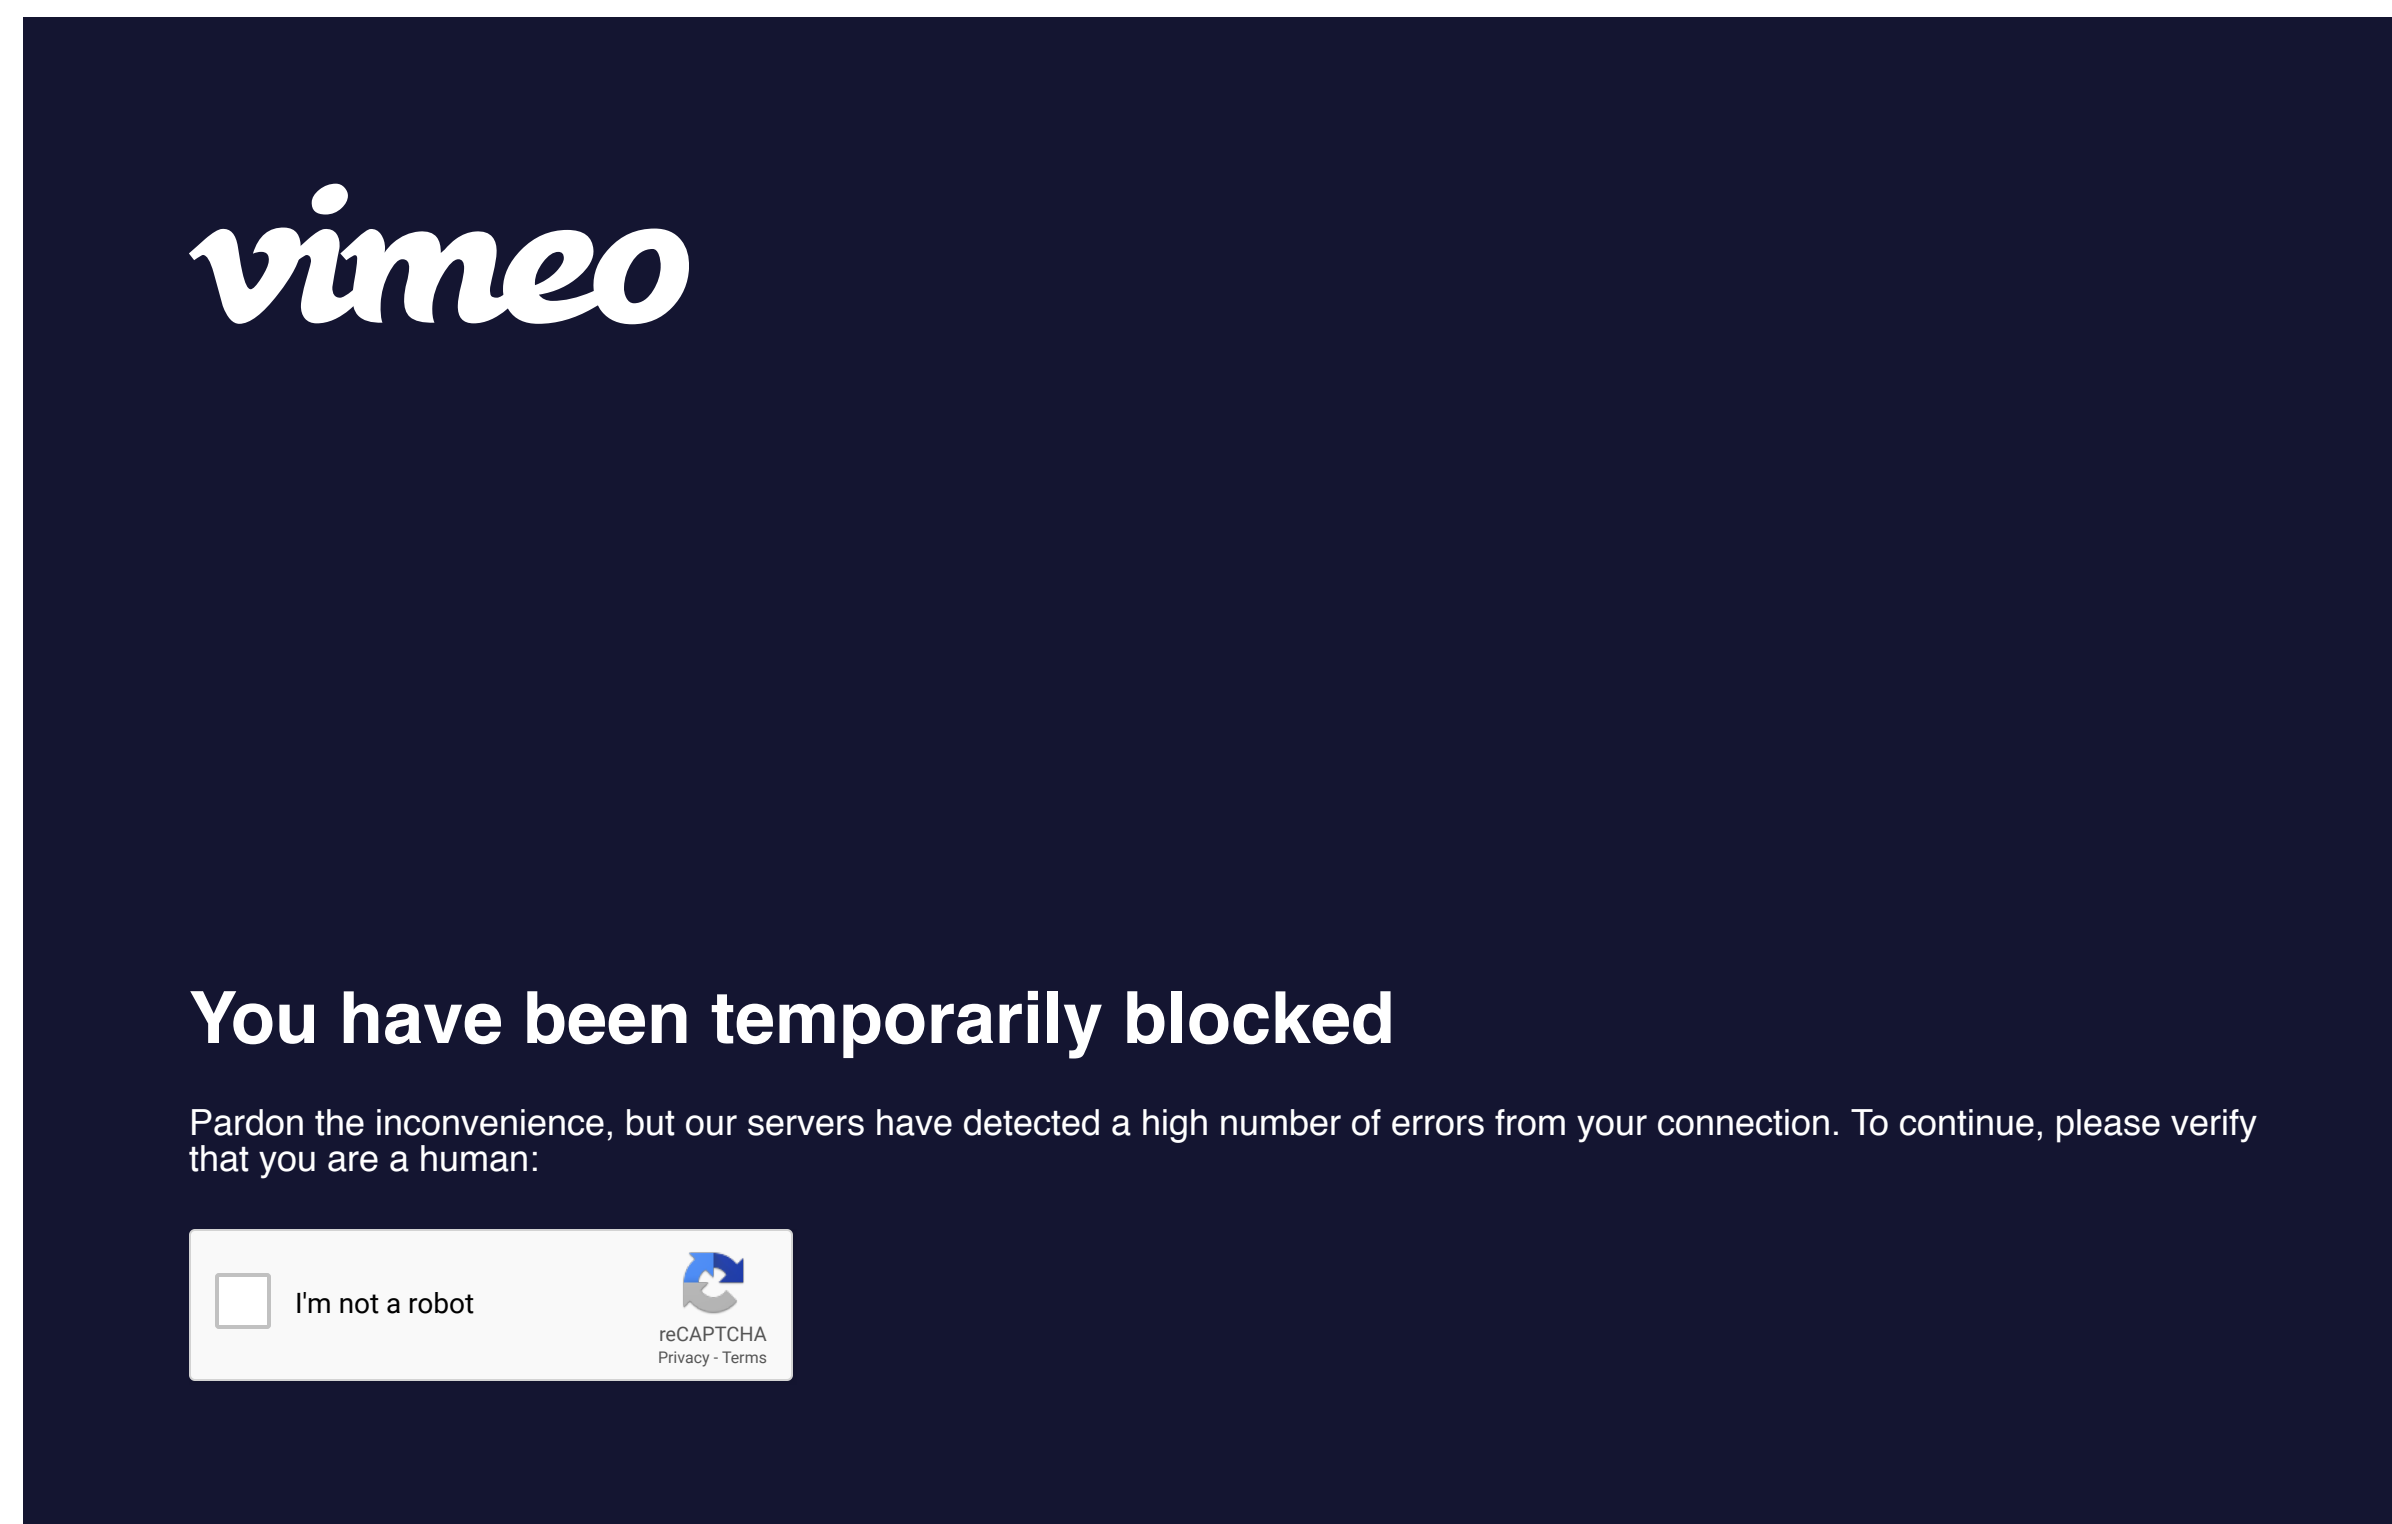 vimeo
You have been temporarily blocked
Pardon the inconvenience, but our servers have detected a high number of errors from your connection. To continue, please verify
that you are a human:
I'm not a robot
reCAPTCHA
Privacy - Terms